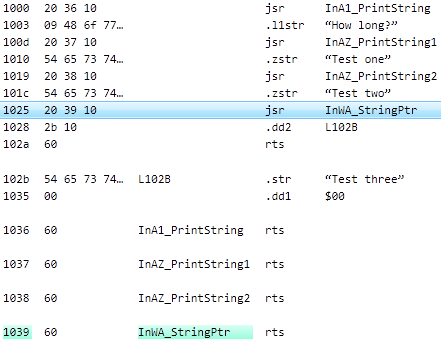 1000 20 36 10 jsr InA1_PrintString
1003 09 48 6f 77… .l1str “How long?”
100d 20 37 10 jsr InAZ_PrintString1
1010 54 65 73 74… .zstr “Test one”
1019 20 38 10 jsr InAZ_PrintString2
101c 54 65 73 74… .zstr “Test two”
1025 20 39 10 jsr InWA_StringPtr
1028 2b 10 .dd2 L102B
102a 60 rts
102b 54 65 73 74… L102B .str “Test three”
1035 00 .dd1 $00
1036 60 InA1_PrintString rts
1037 60 InAZ_PrintString1 rts
1038 60 InAZ_PrintString2 rts
1039 60 InWA_StringPtr rts